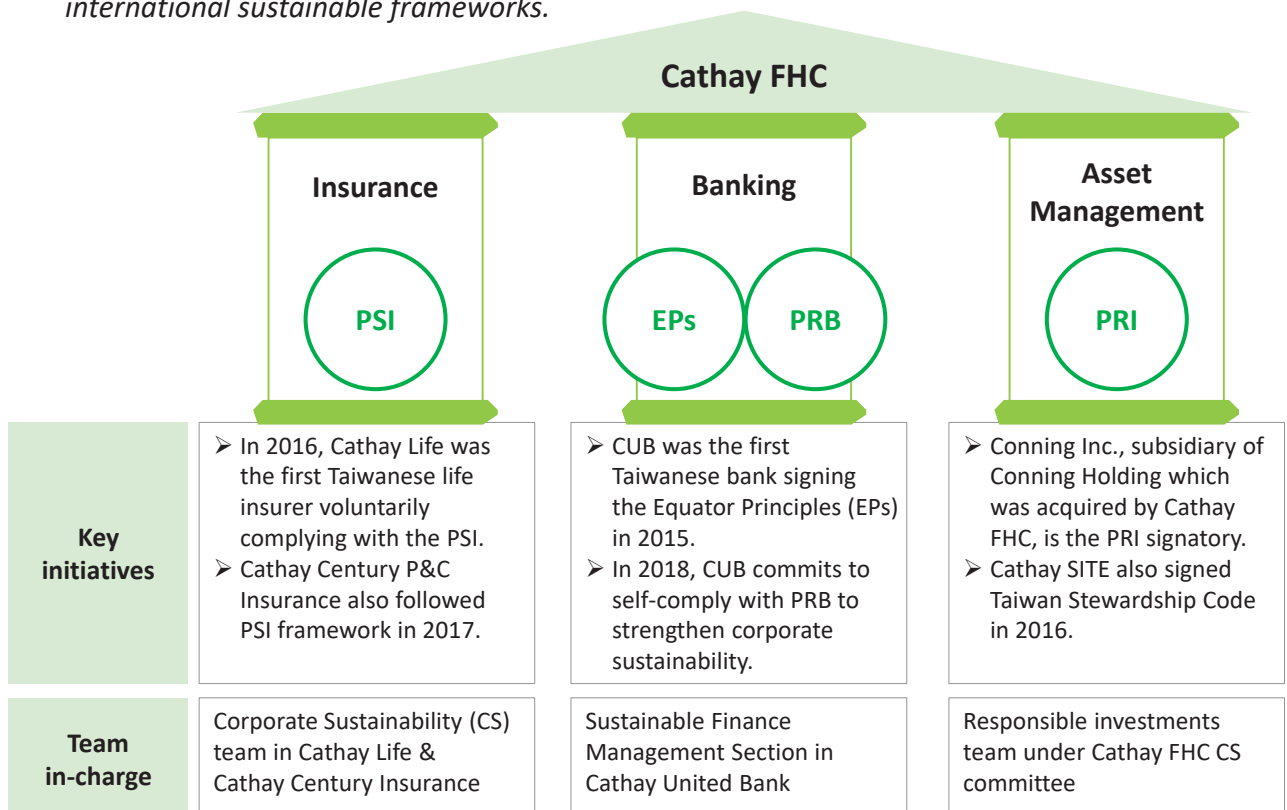 international sustainable frameworks.
Cathay FHC
Insurance
Banking
Asset
Management
PSI
EPs
PRB
PRI
Key
initiatives
➢ In 2016, Cathay Life was
the first Taiwanese life
insurer voluntarily
complying with the PSI.
➢ Cathay Century P&C
Insurance also followed
PSI framework in 2017.
➢ CUB was the first
Taiwanese bank signing
the Equator Principles (EPs)
in 2015.
➢ In 2018, CUB commits to
self-comply with PRB to
strengthen corporate
sustainability.
➢ Conning Inc., subsidiary of
Conning Holding which
was acquired by Cathay
FHC, is the PRI signatory.
➢ Cathay SITE also signed
Taiwan Stewardship Code
in 2016.
Team
in-charge
Corporate Sustainability (CS)
team in Cathay Life &
Cathay Century Insurance
Sustainable Finance
Management Section in
Cathay United Bank
Responsible investments
team under Cathay FHC CS
committee